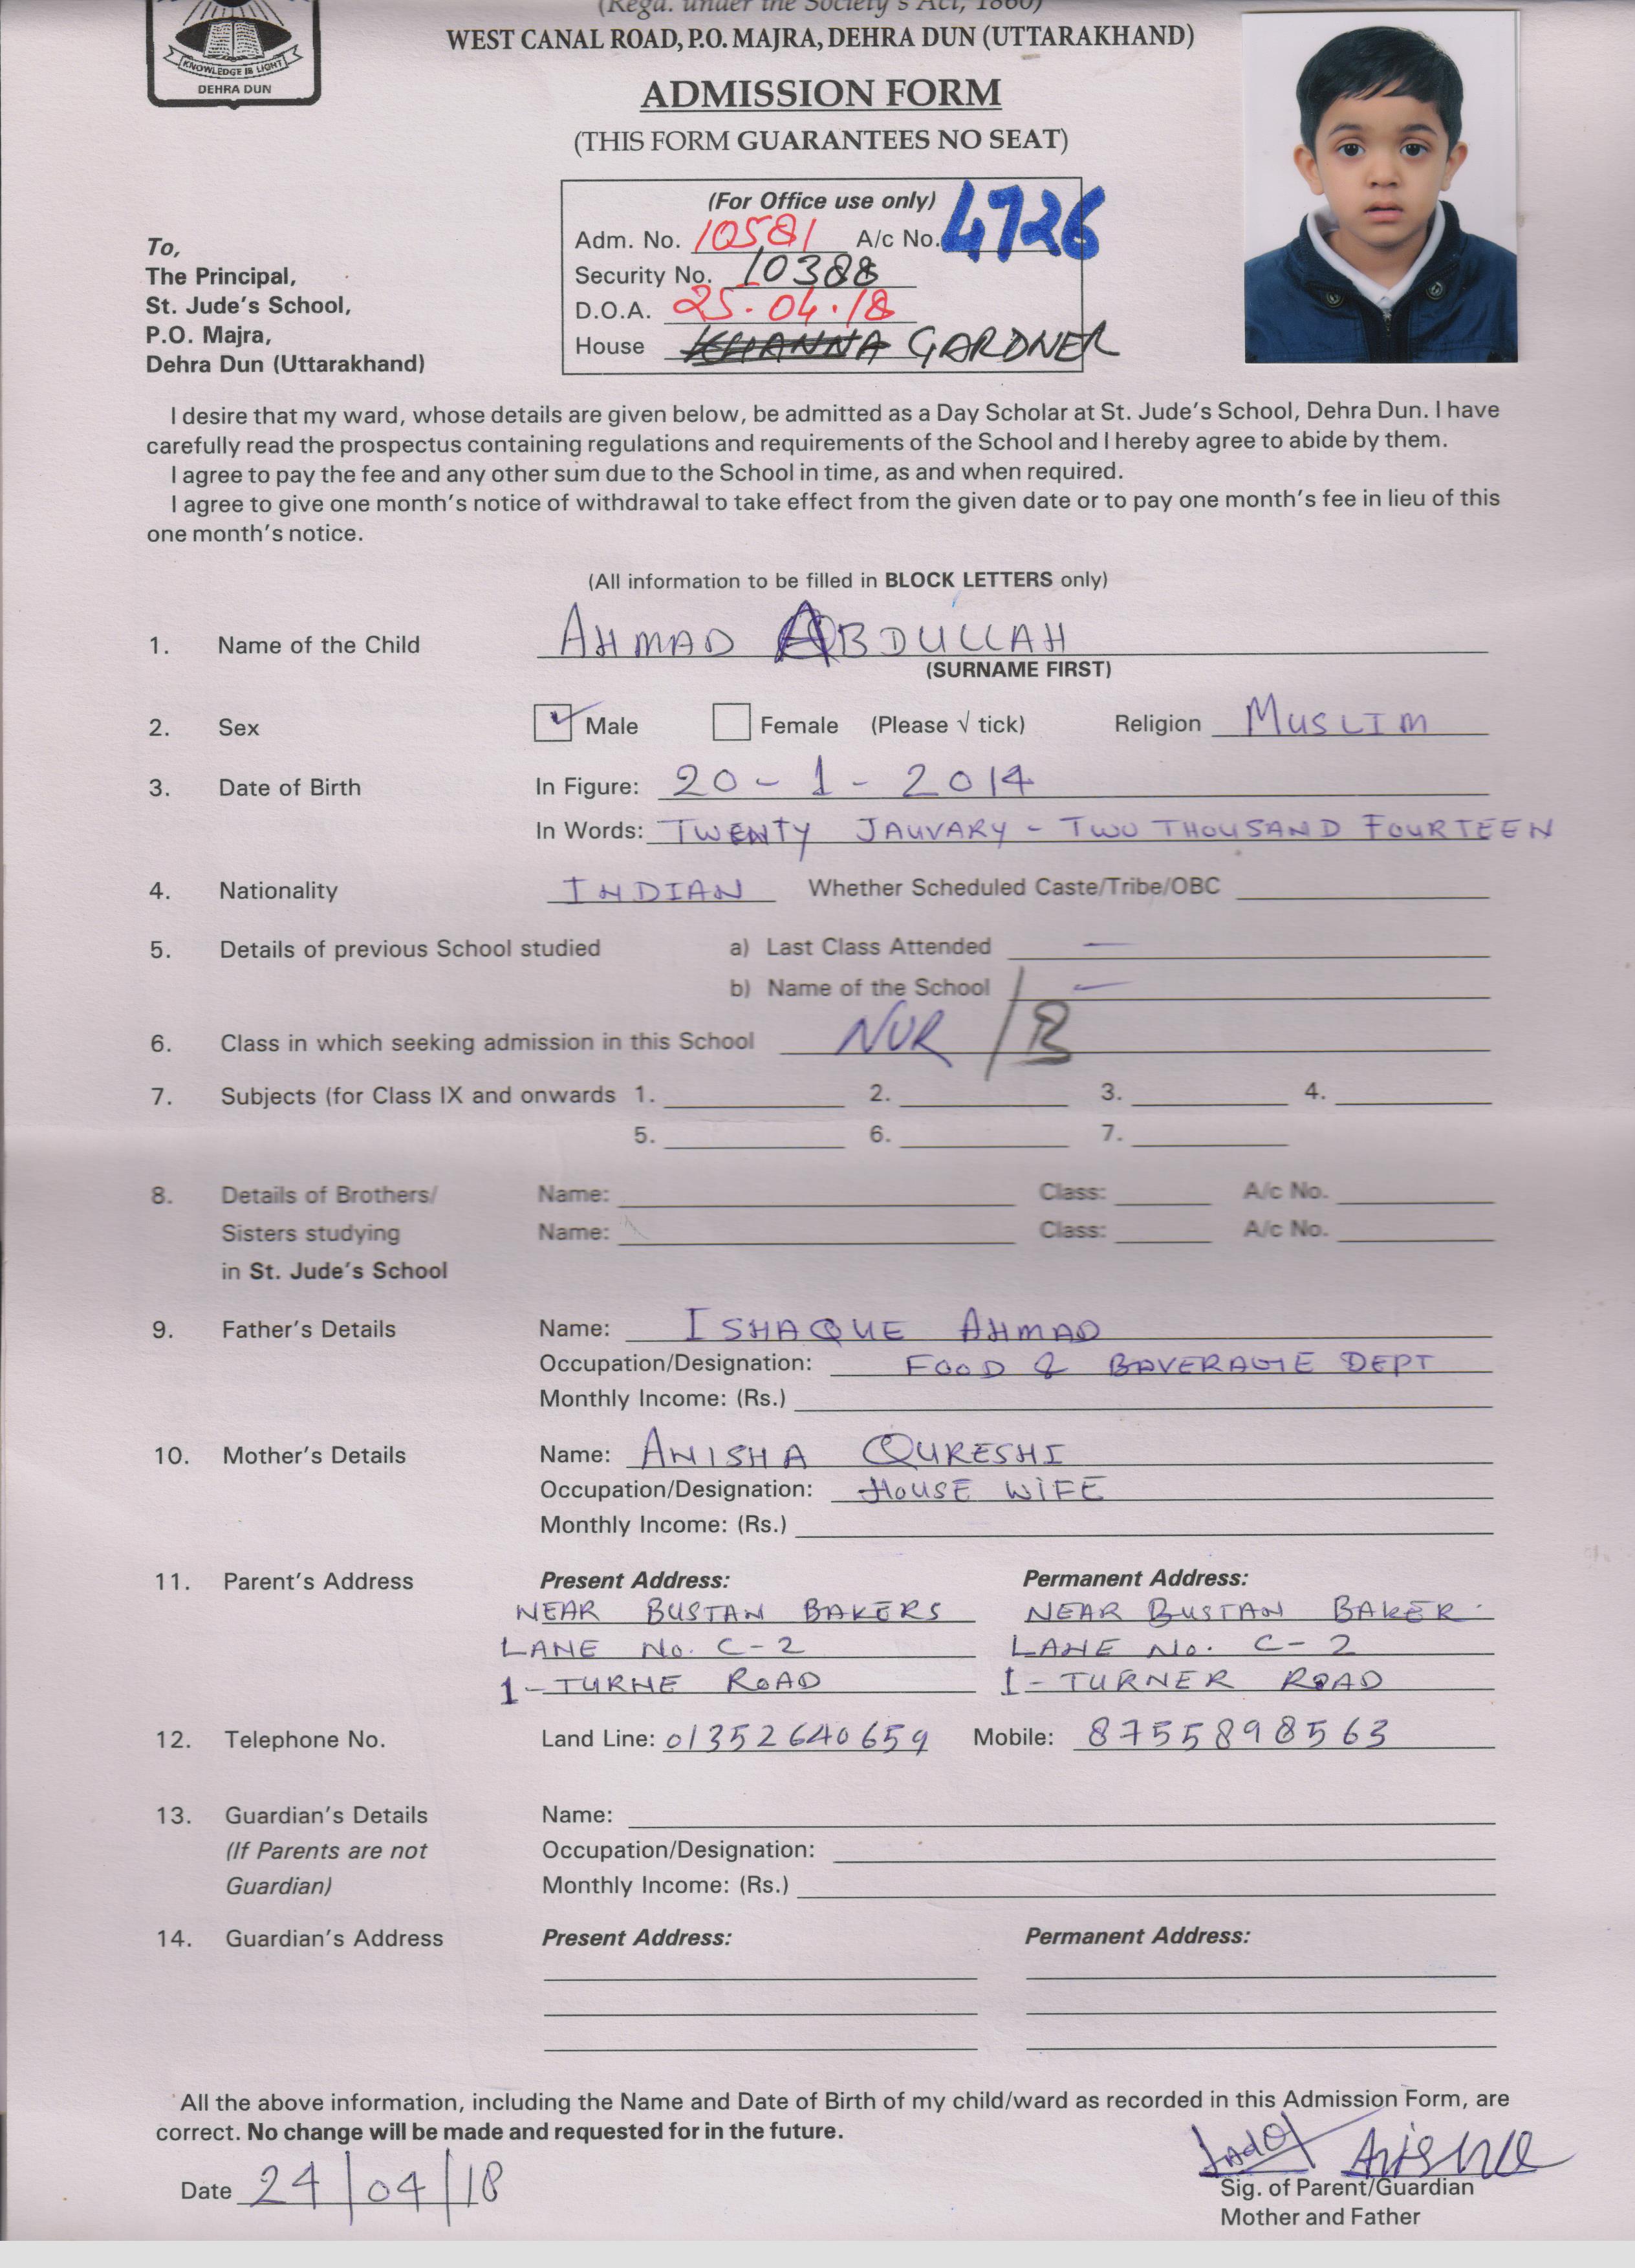 (Regd. under the Society's Act, 1860)
WEST CANAL ROAD, P.O. MAJRA, DEHRA DUN (UTTARAKHAND)
KNOWLEDGE IS LIGHT
DEHRA DUN
ADMISSION FORM
(THIS FORM GUARANTEES NO SEAT)
(For Office use only)
Adm. No. 10581 A/c No. 4726
Security No. 10388
D.O.A. 25.04.18
House KHANNA GARDNER
To,
The Principal,
St. Jude's School,
P.O. Majra,
Dehra Dun (Uttarakhand)
I desire that my ward, whose details are given below, be admitted as a Day Scholar at St. Jude's School, Dehra Dun. I have
carefully read the prospectus containing regulations and requirements of the School and I hereby agree to abide by them.
I agree to pay the fee and any other sum due to the School in time, as and when required.
I agree to give one month's notice of withdrawal to take effect from the given date or to pay one month's fee in lieu of this
one month's notice.
(All information to be filled in BLOCK LETTERS only)
1. Name of the Child AHMAD ABDULLAH
(SURNAME FIRST)
2. Sex Male Female (Please √ tick) Religion MUSLIM
3. Date of Birth In Figure: 20-1-2014
In Words: TWENTY JAUVARY - TWO THOUSAND FOURTEEN
4. Nationality INDIAN Whether Scheduled Caste/Tribe/OBC
5. Details of previous School studied a) Last Class Attended —
b) Name of the School —
6. Class in which seeking admission in this School NUR / B
7. Subjects (for Class IX and onwards 1. 2. 3. 4.
5. 6. 7.
8. Details of Brothers/ Name: Class: A/c No.
Sisters studying Name: Class: A/c No.
in St. Jude's School
9. Father's Details Name: ISHAQUE AHMAD
Occupation/Designation: FOOD & BAVERAGE DEPT
Monthly Income: (Rs.)
10. Mother's Details Name: ANISHA QURESHI
Occupation/Designation: HOUSE WIFE
Monthly Income: (Rs.)
11. Parent's Address Present Address: Permanent Address:
NEAR BUSTAN BAKERS NEAR BUSTAN BAKER
LANE No. C-2 LANE No. C-2
1-TURNE ROAD 1-TURNER ROAD
12. Telephone No. Land Line: 01352640659 Mobile: 8755898563
13. Guardian's Details Name:
(If Parents are not Occupation/Designation:
Guardian) Monthly Income: (Rs.)
14. Guardian's Address Present Address: Permanent Address:
All the above information, including the Name and Date of Birth of my child/ward as recorded in this Admission Form, are
correct. No change will be made and requested for in the future.
Date 24/04/18 Anisha
Sig. of Parent/Guardian
Mother and Father